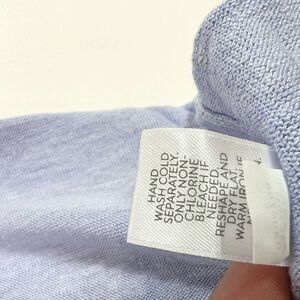 HAND
WASH COLD
SEPARATELY.
ONLY NON-
CHLORINE
BLEACH IF
NEEDED.
RESHAPE AND
DRY FLAT.
WARM IRON IF